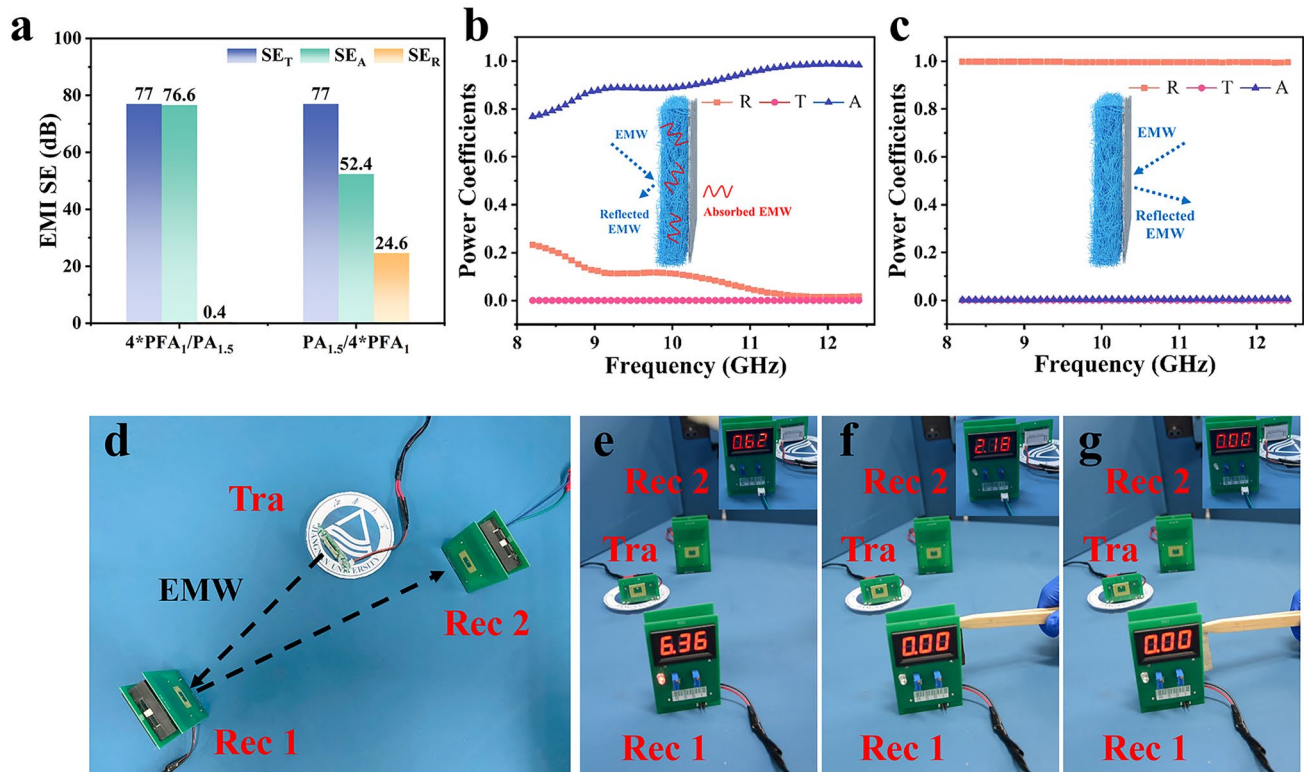 a
EMI SE (dB)
100
80
60
40
20
0
SE_T SE_A SE_R
77 76.6
0.4
77
52.4
24.6
4*PFA₁/PA₁.₅
PA₁.₅/4*PFA₁
b
Power Coefficients
1.0
0.8
0.6
0.4
0.2
0.0
R T A
EMW
Reflected
EMW
Absorbed EMW
8 9 10 11 12
Frequency (GHz)
c
Power Coefficients
1.0
0.8
0.6
0.4
0.2
0.0
R T A
EMW
Reflected
EMW
8 9 10 11 12
Frequency (GHz)
d
Tra
EMW
Rec 2
Rec 1
e
0.62
Rec 2
Tra
6.36
Rec 1
f
2.18
Rec 2
Tra
0.00
Rec 1
g
0.00
Rec 2
Tra
0.00
Rec 1